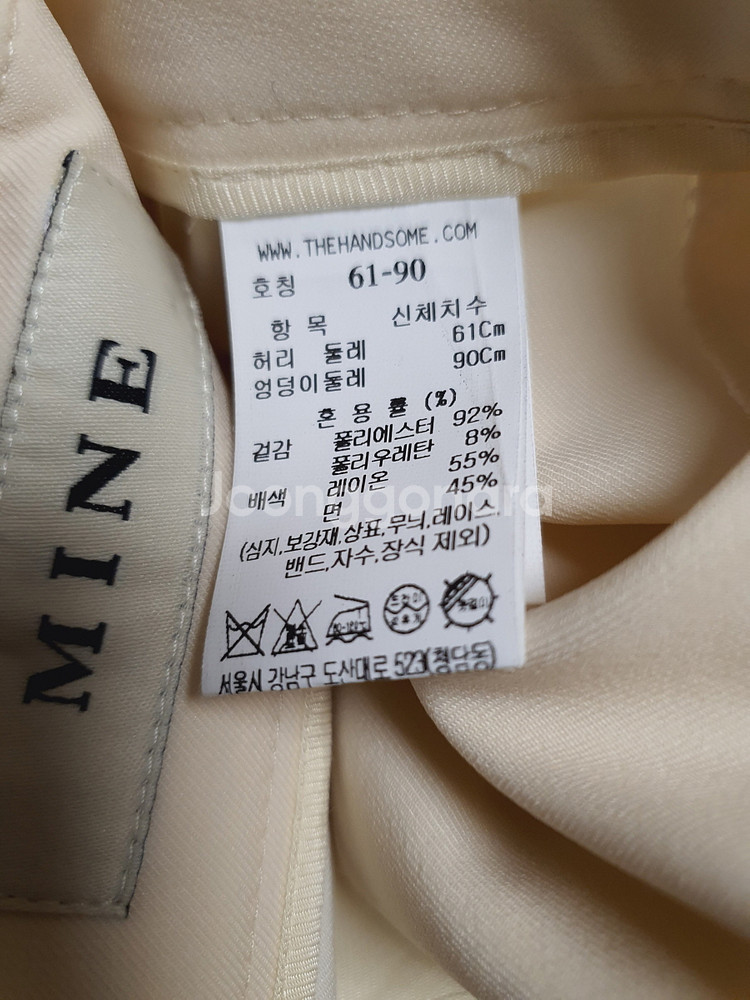 MINE
WWW.THEHANDSOME.COM
호칭 61-90
항 목 신체치수
허리 둘레 61Cm
엉덩이둘레 90Cm
혼 용 률 (%)
겉감 폴리에스터 92%
폴리우레탄 8%
배색 레이온 55%
면 45%
(심지,보강재,상표,무늬,레이스,
밴드,자수,장식 제외)
드라이
서울시 강남구 도산대로 523(청담동)
Joonggonara